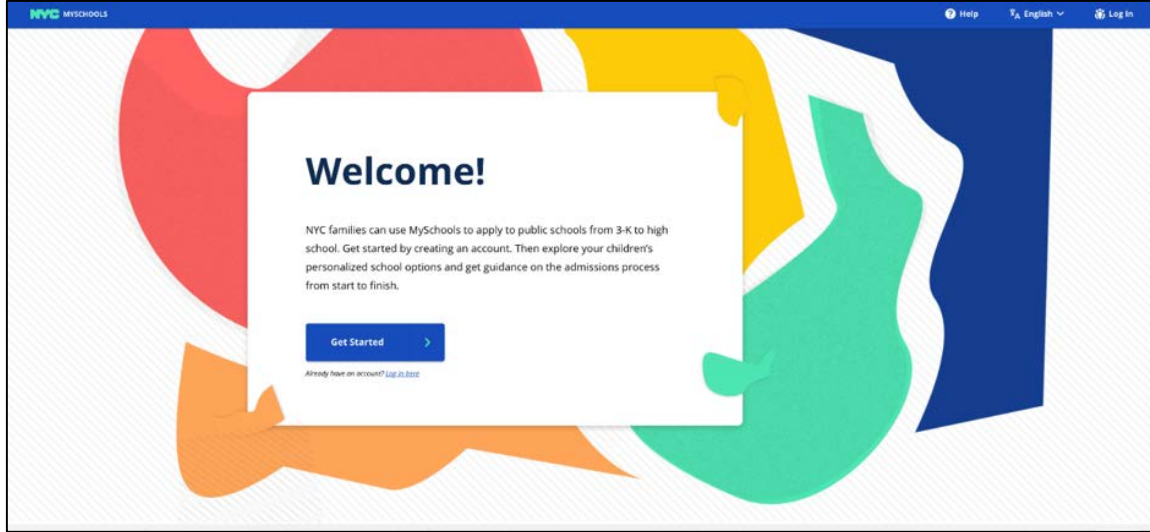 NYC MYSCHOOLS
Help
English
Log In
Welcome!
NYC families can use MySchools to apply to public schools from 3-K to high
school. Get started by creating an account. Then explore your children's
personalized school options and get guidance on the admissions process
from start to finish.
Get Started
Already have an account? Log in here